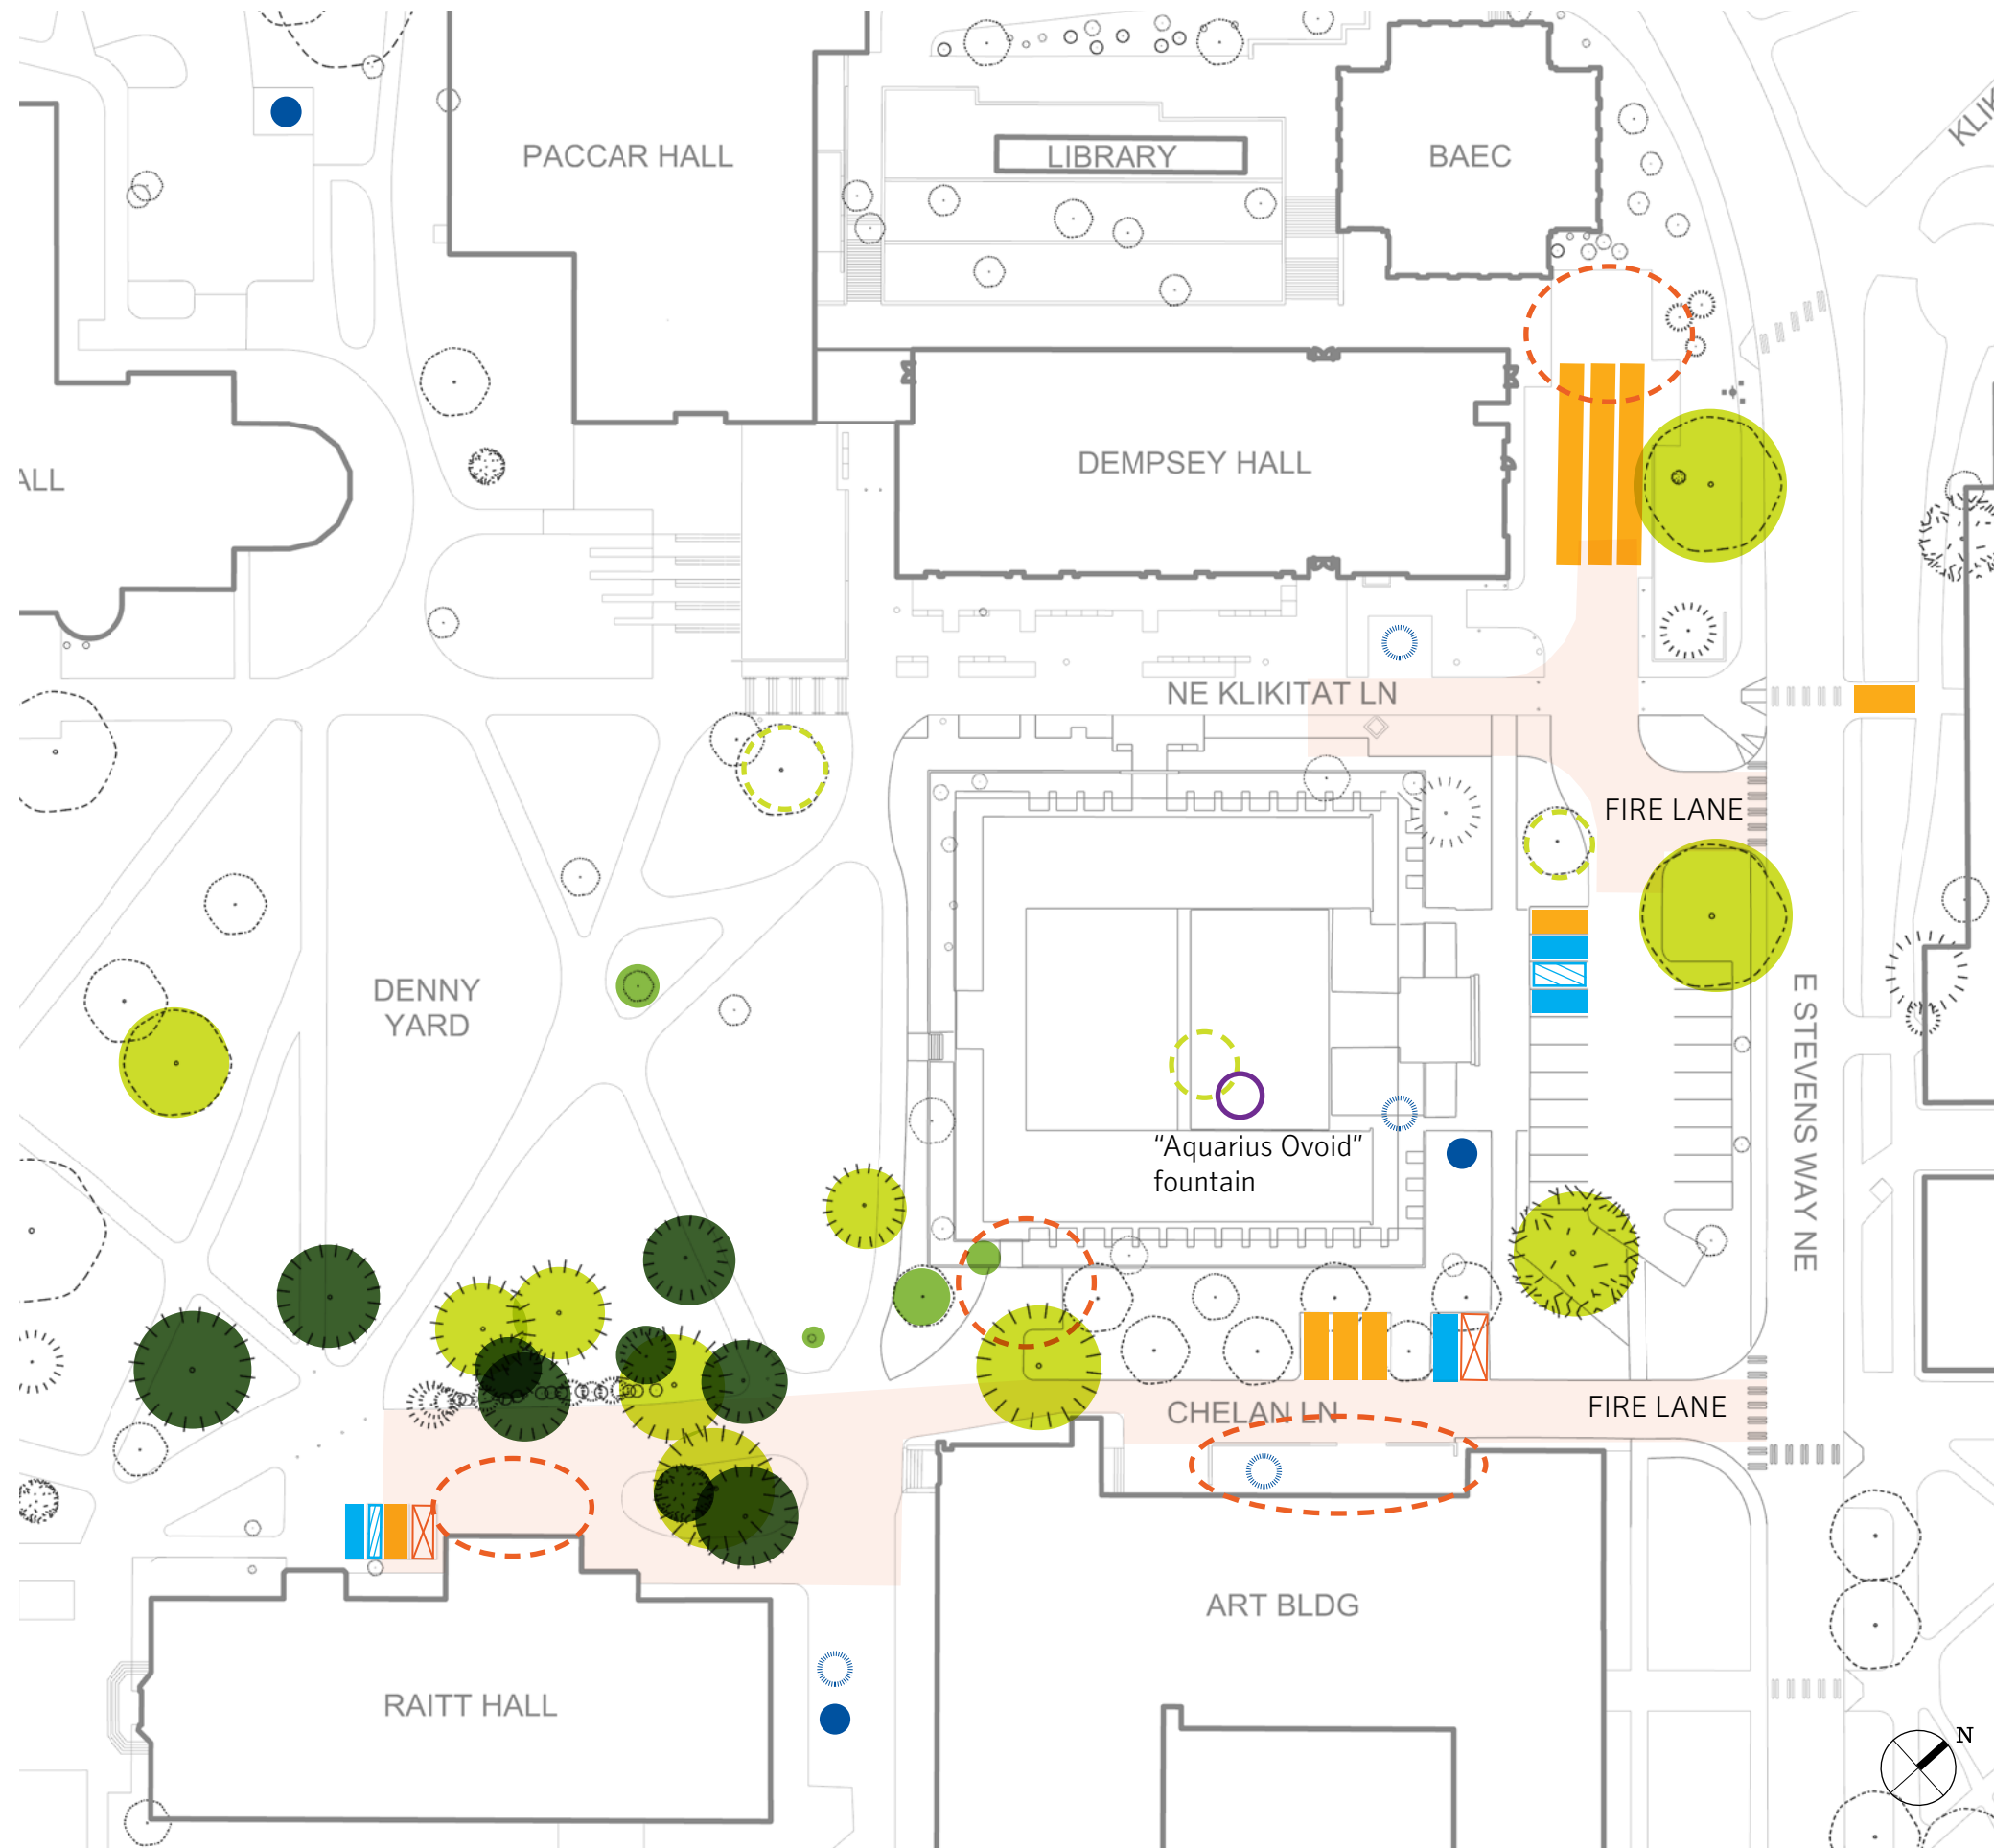 PACCAR HALL
LIBRARY
BAEC
DEMPSEY HALL
NE KLIKITAT LN
FIRE LANE
DENNY
YARD
E STEVENS WAY NE
“Aquarius Ovoid”
fountain
CHELAN LN
FIRE LANE
ART BLDG
RAITT HALL
N